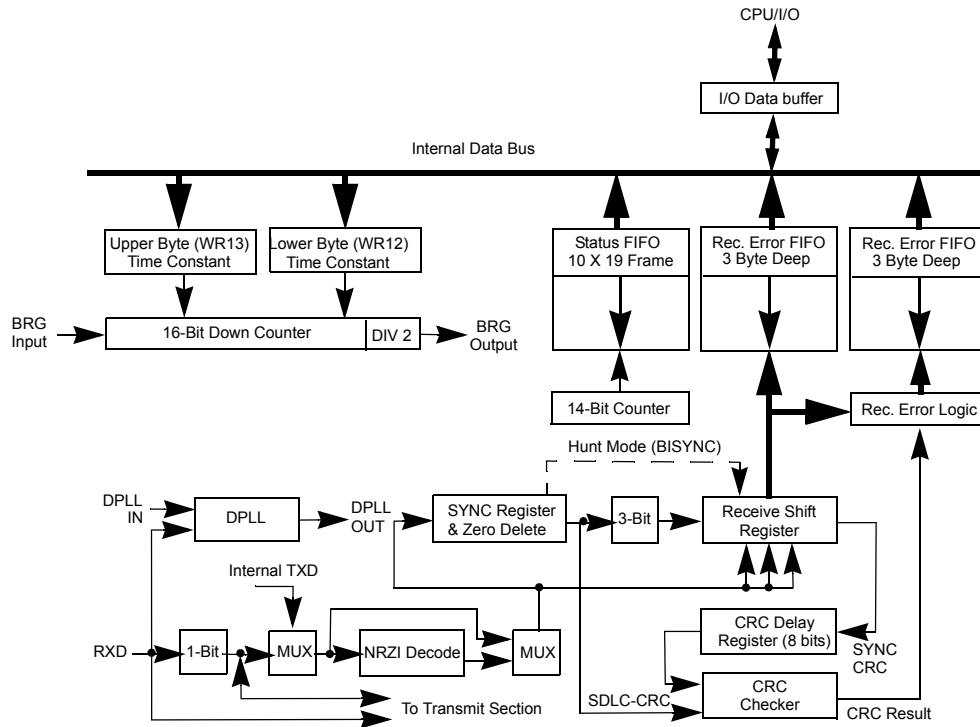 CPU/I/O
I/O Data buffer
Internal Data Bus
Upper Byte (WR13)
Time Constant
Lower Byte (WR12)
Time Constant
Status FIFO
10 X 19 Frame
Rec. Error FIFO
3 Byte Deep
Rec. Error FIFO
3 Byte Deep
BRG
Input
16-Bit Down Counter
DIV 2
BRG
Output
14-Bit Counter
Rec. Error Logic
Hunt Mode (BISYNC)
DPLL
IN
DPLL
DPLL
OUT
SYNC Register
& Zero Delete
3-Bit
Receive Shift
Register
Internal TXD
RXD
1-Bit
MUX
NRZI Decode
MUX
CRC Delay
Register (8 bits)
SYNC
CRC
To Transmit Section
SDLC-CRC
CRC
Checker
CRC Result